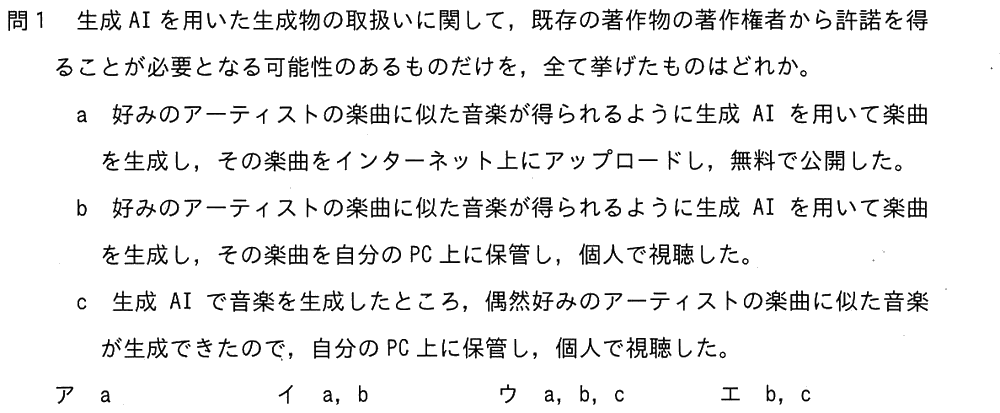 問1 生成 AI を用いた生成物の取扱いに関して，既存の著作物の著作権者から許諾を得
ることが必要となる可能性のあるものだけを，全て挙げたものはどれか。
a 好みのアーティストの楽曲に似た音楽が得られるように生成 AI を用いて楽曲
を生成し，その楽曲をインターネット上にアップロードし，無料で公開した。
b 好みのアーティストの楽曲に似た音楽が得られるように生成 AI を用いて楽曲
を生成し，その楽曲を自分の PC 上に保管し，個人で視聴した。
c 生成 AI で音楽を生成したところ，偶然好みのアーティストの楽曲に似た音楽
が生成できたので，自分の PC 上に保管し，個人で視聴した。
ア a イ a，b ウ a，b，c エ b，c